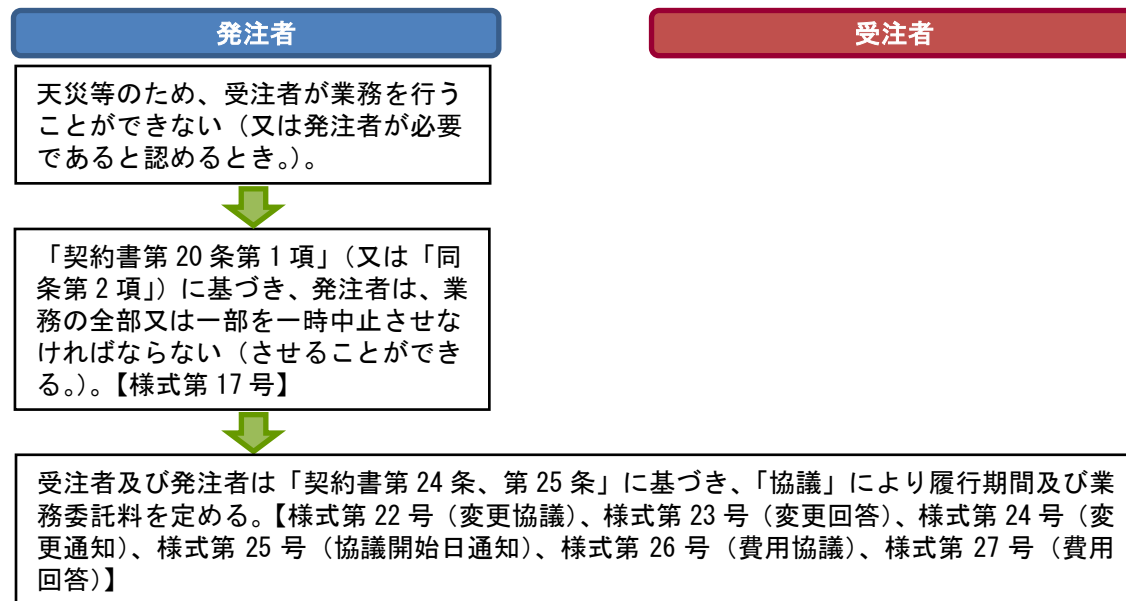 発注者
受注者
天災等のため、受注者が業務を行う
ことができない（又は発注者が必要
であると認めるとき。）。
「契約書第 20 条第 1 項」（又は「同
条第 2 項」）に基づき、発注者は、業
務の全部又は一部を一時中止させな
ければならない（させることができ
る。）。【様式第 17 号】
受注者及び発注者は「契約書第 24 条、第 25 条」に基づき、「協議」により履行期間及び業
務委託料を定める。【様式第 22 号（変更協議）、様式第 23 号（変更回答）、様式第 24 号（変
更通知）、様式第 25 号（協議開始日通知）、様式第 26 号（費用協議）、様式第 27 号（費用
回答）】